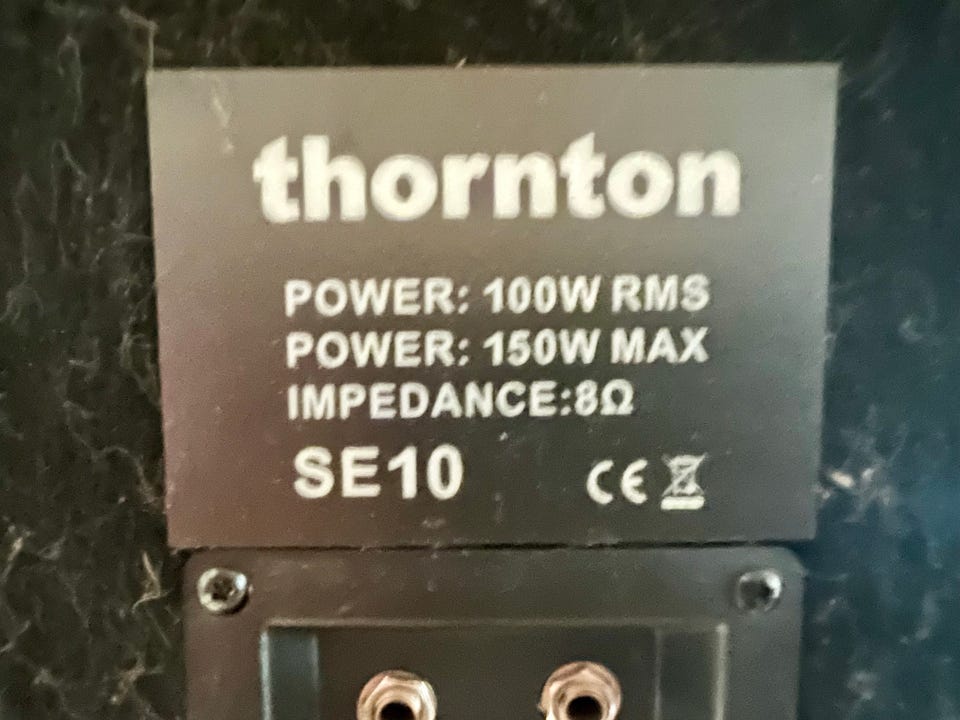 thornton
POWER: 100W RMS
POWER: 150W MAX
IMPEDANCE:8Ω
SE10 CE